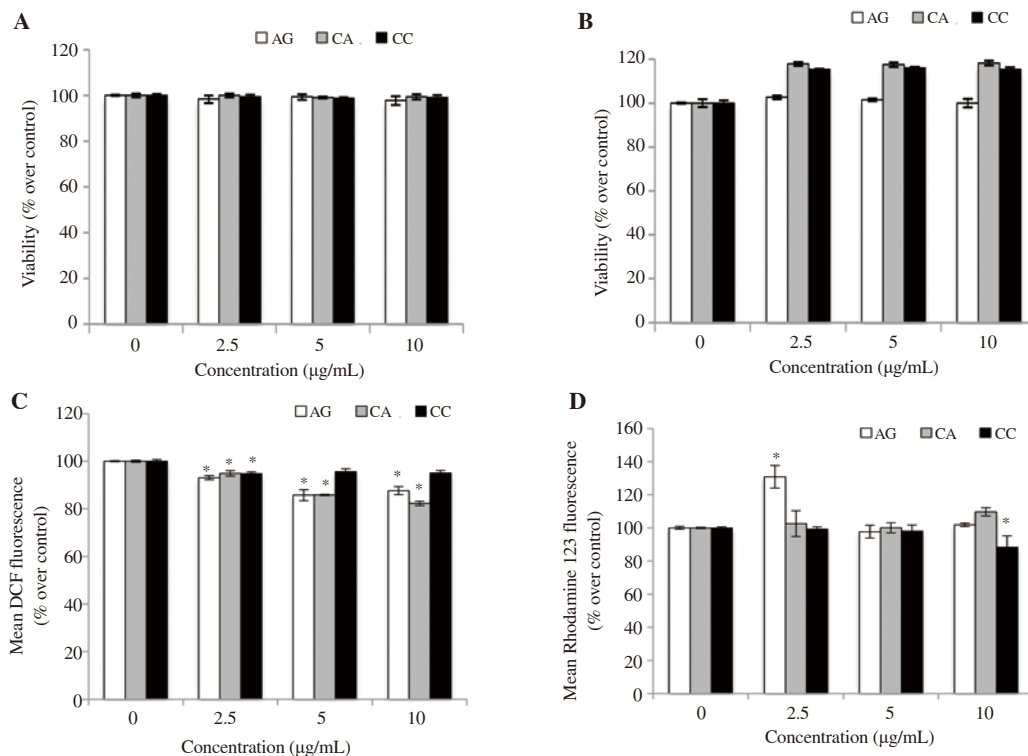 A
AG CA CC
120
100
80
60
40
20
0
Viability (% over control)
0 2.5 5 10
Concentration (µg/mL)
B
AG CA CC
120
100
80
60
40
20
0
Viability (% over control)
0 2.5 5 10
Concentration (µg/mL)
C
AG CA CC
120
100
80
60
40
20
0
Mean DCF fluorescence
(% over control)
* * *
* *
* *
0 2.5 5 10
Concentration (µg/mL)
D
AG CA CC
160
140
120
100
80
60
40
20
0
Mean Rhodamine 123 fluorescence
(% over control)
*
*
0 2.5 5 10
Concentration (µg/mL)